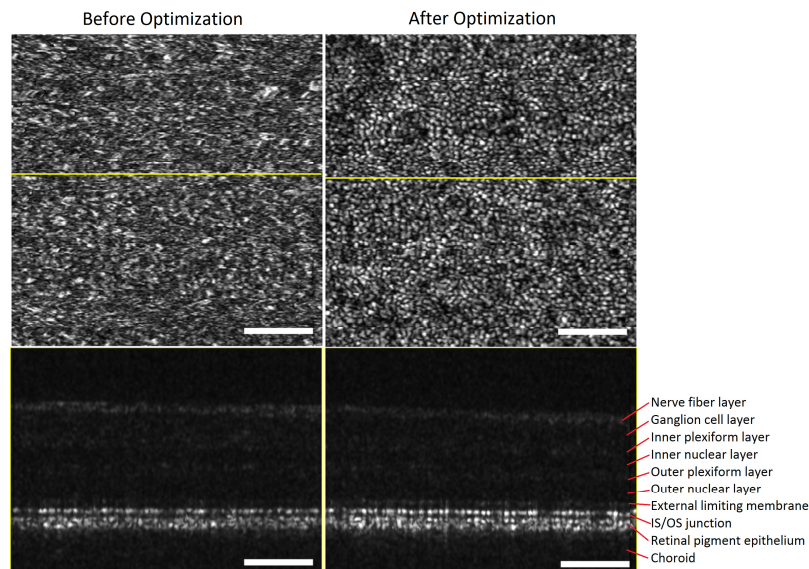 Before Optimization
After Optimization
Nerve fiber layer
Ganglion cell layer
Inner plexiform layer
Inner nuclear layer
Outer plexiform layer
Outer nuclear layer
External limiting membrane
IS/OS junction
Retinal pigment epithelium
Choroid